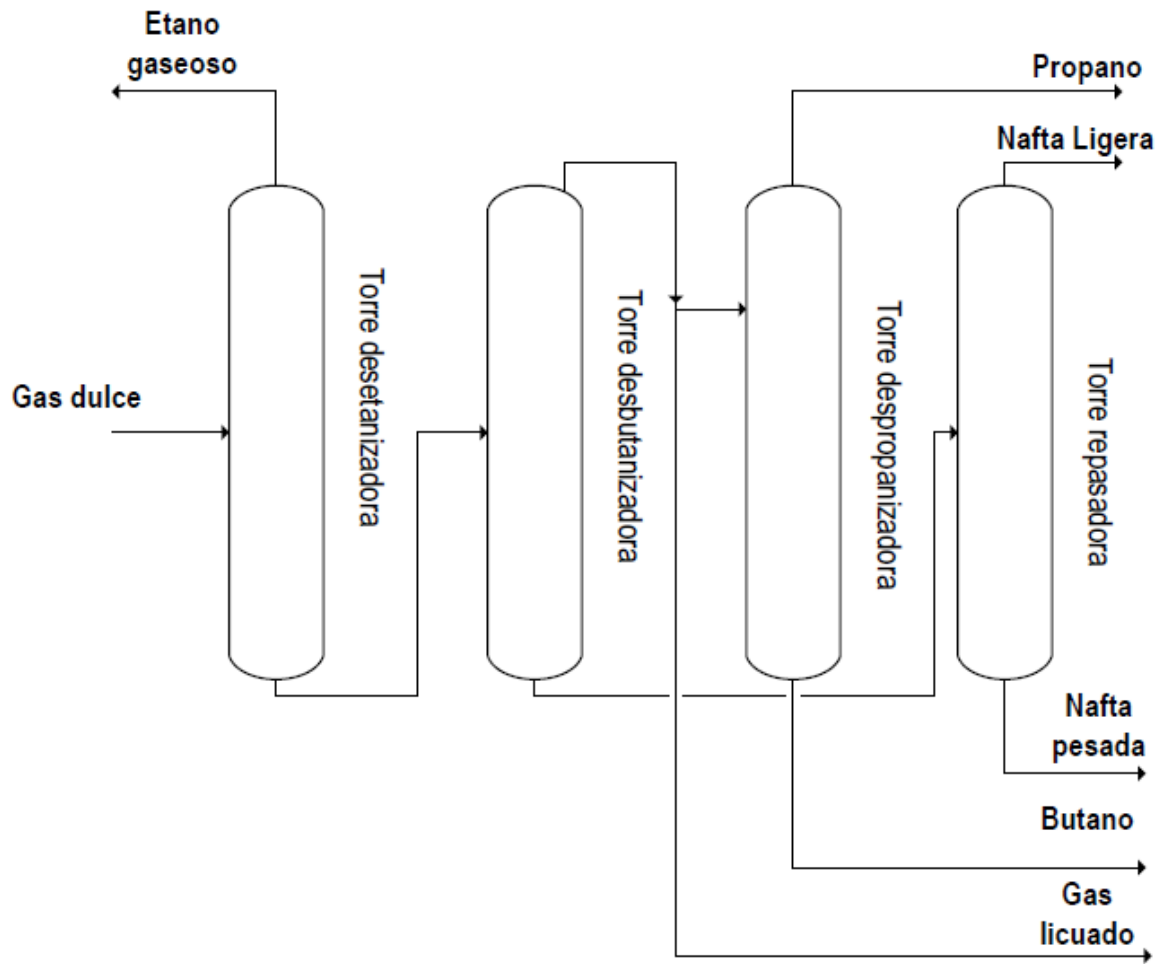 Etano
gaseoso
Propano
Nafta Ligera
Gas dulce
Torre desetanizadora
Torre desbutanizadora
Torre despropanizadora
Torre repasadora
Nafta
pesada
Butano
Gas
licuado